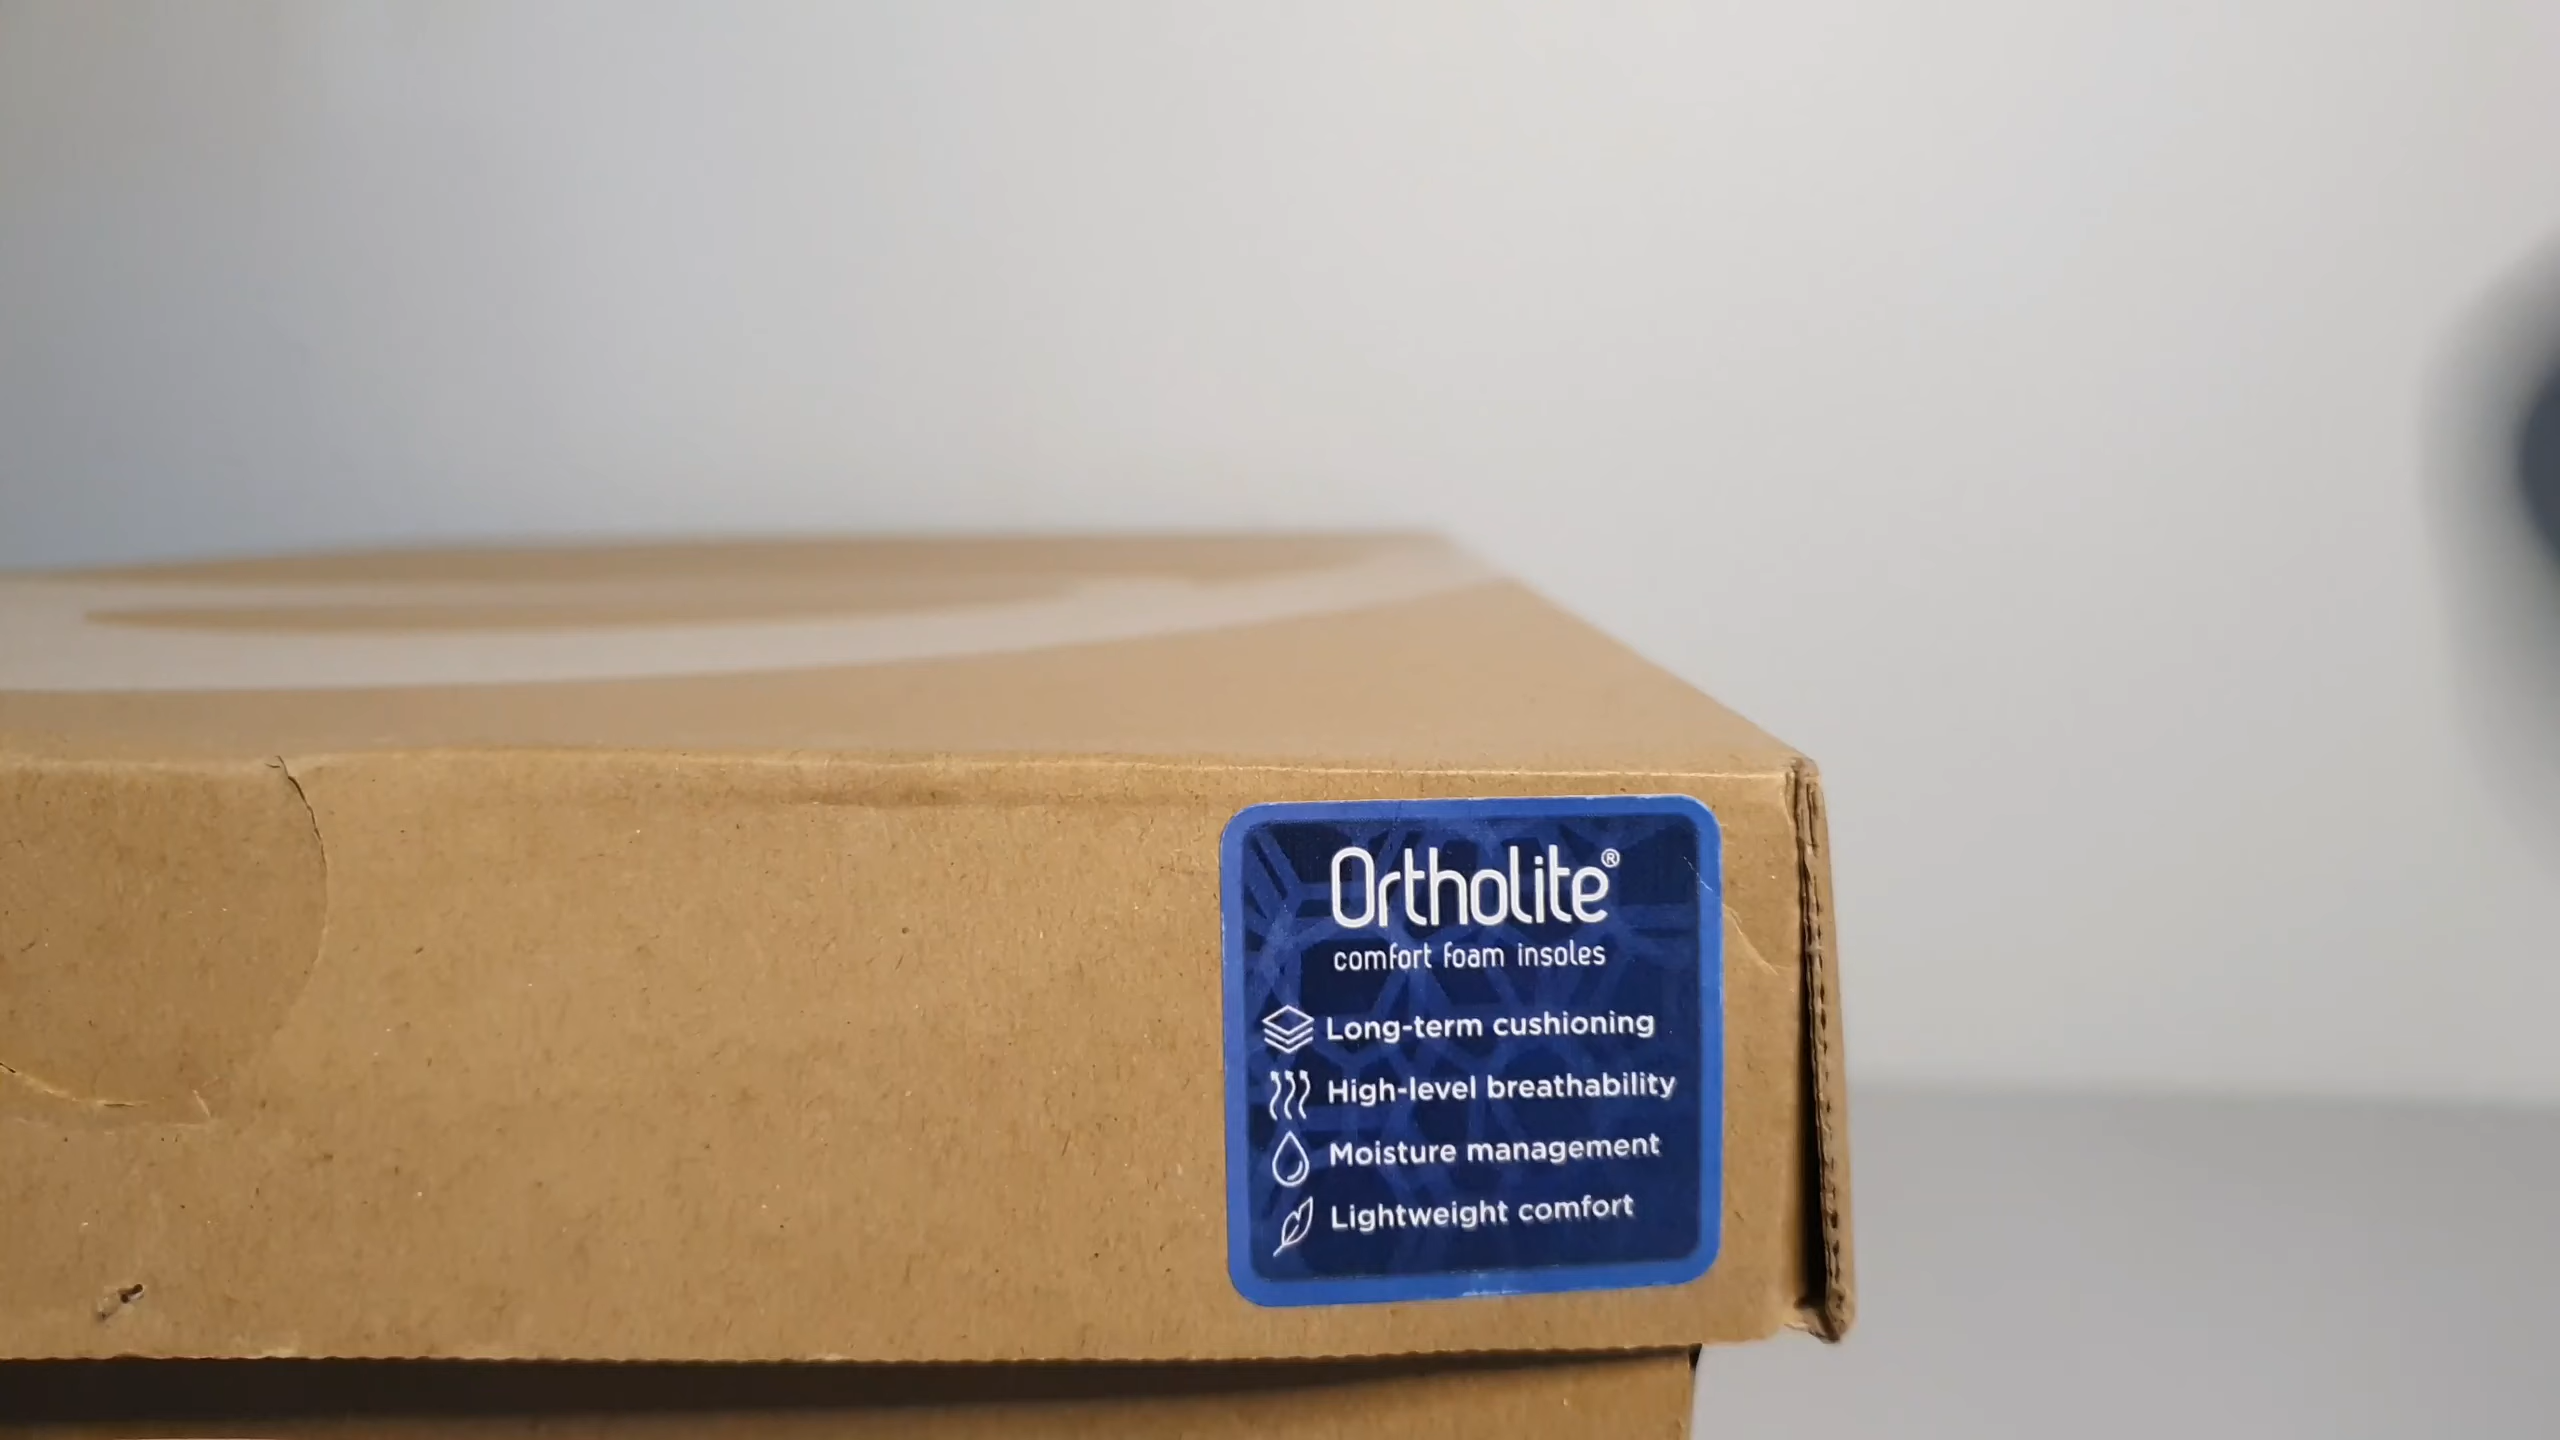 Ortholite®
comfort foam insoles
Long-term cushioning
High-level breathability
Moisture management
Lightweight comfort